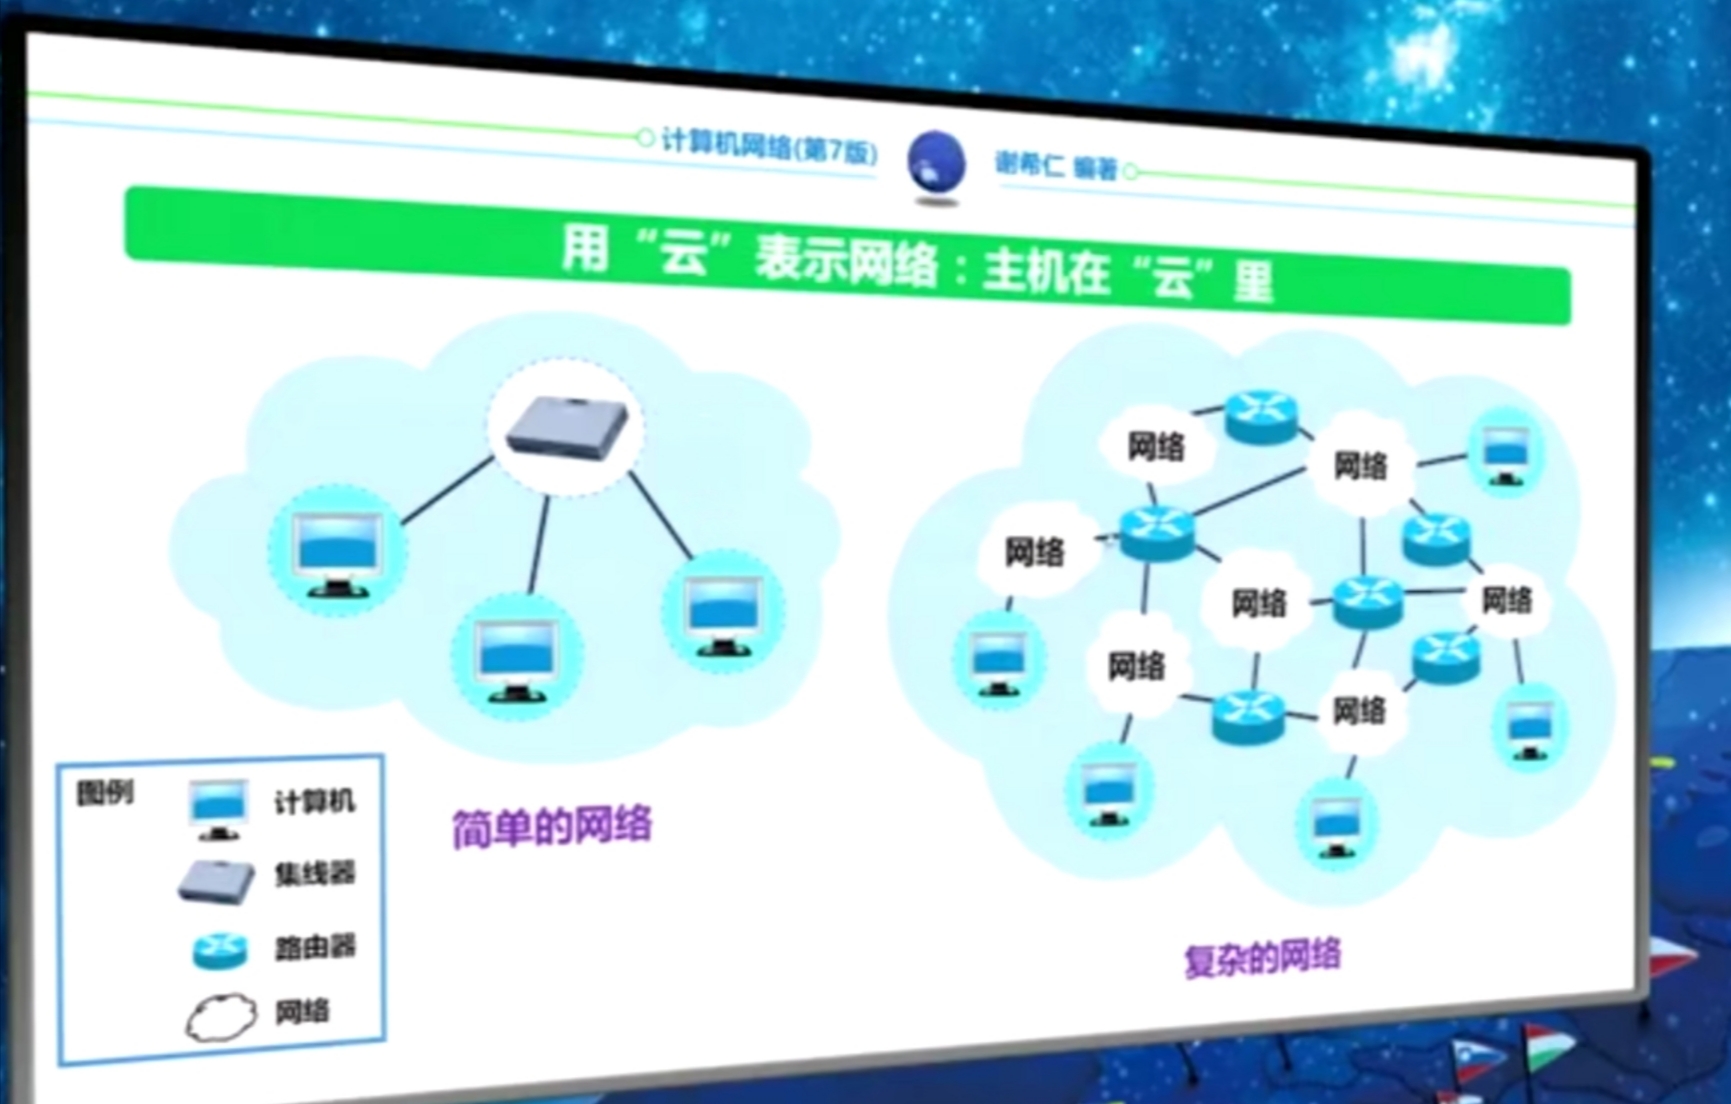 计算机网络(第7版) 谢希仁 编著
用“云”表示网络：主机在“云”里
网络
网络
网络
网络
网络
网络
网络
简单的网络
复杂的网络
图例
计算机
集线器
路由器
网络